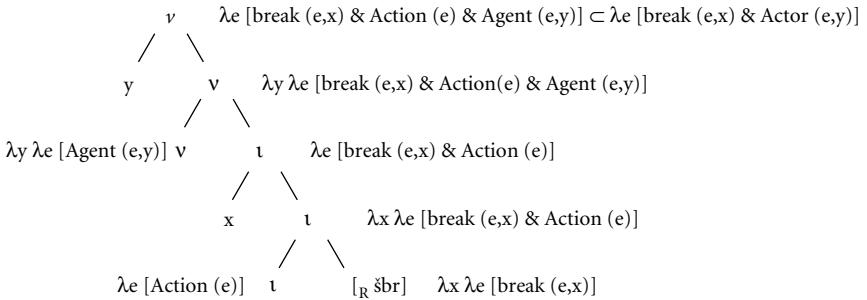 ν λe [break (e,x) & Action (e) & Agent (e,y)] ⊂ λe [break (e,x) & Actor (e,y)]
y ν λy λe [break (e,x) & Action(e) & Agent (e,y)]
λy λe [Agent (e,y)] ν ι λe [break (e,x) & Action (e)]
x ι λx λe [break (e,x) & Action (e)]
λe [Action (e)] ι [R šbr] λx λe [break (e,x)]